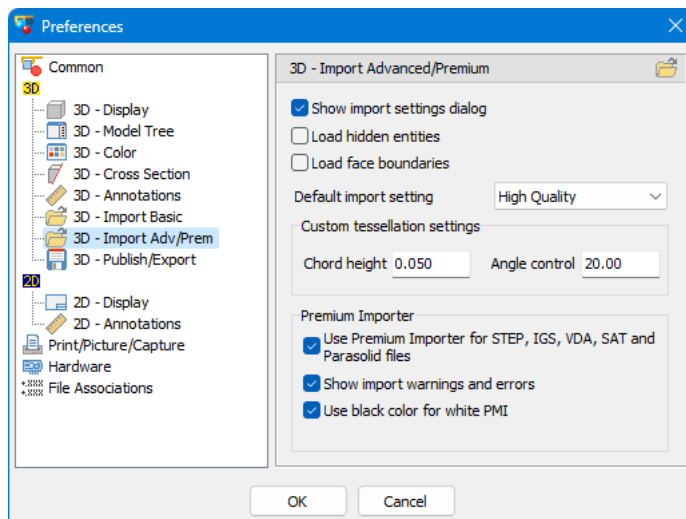 Preferences
Common
3D
3D - Display
3D - Model Tree
3D - Color
3D - Cross Section
3D - Annotations
3D - Import Basic
3D - Import Adv/Prem
3D - Publish/Export
2D
2D - Display
2D - Annotations
Print/Picture/Capture
Hardware
File Associations
3D - Import Advanced/Premium
Show import settings dialog
Load hidden entities
Load face boundaries
Default import setting High Quality
Custom tessellation settings
Chord height 0.050 Angle control 20.00
Premium Importer
Use Premium Importer for STEP, IGS, VDA, SAT and
Parasolid files
Show import warnings and errors
Use black color for white PMI
OK Cancel